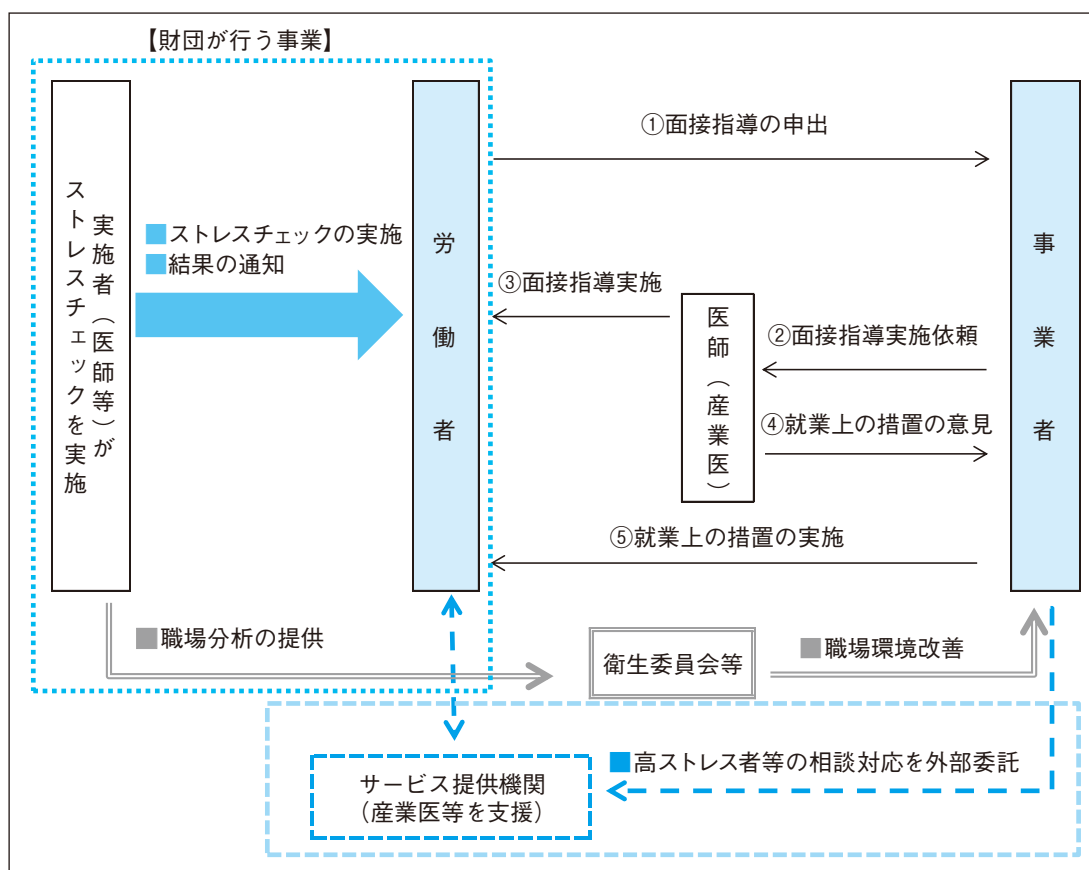 【財団が行う事業】
実施者（医師等）が
ストレスチェックを実施
■ストレスチェックの実施
■結果の通知
労働者
①面接指導の申出
③面接指導実施
医師（産業医）
②面接指導実施依頼
④就業上の措置の意見
⑤就業上の措置の実施
事業者
■職場分析の提供
衛生委員会等
■職場環境改善
サービス提供機関
（産業医等を支援）
■高ストレス者等の相談対応を外部委託